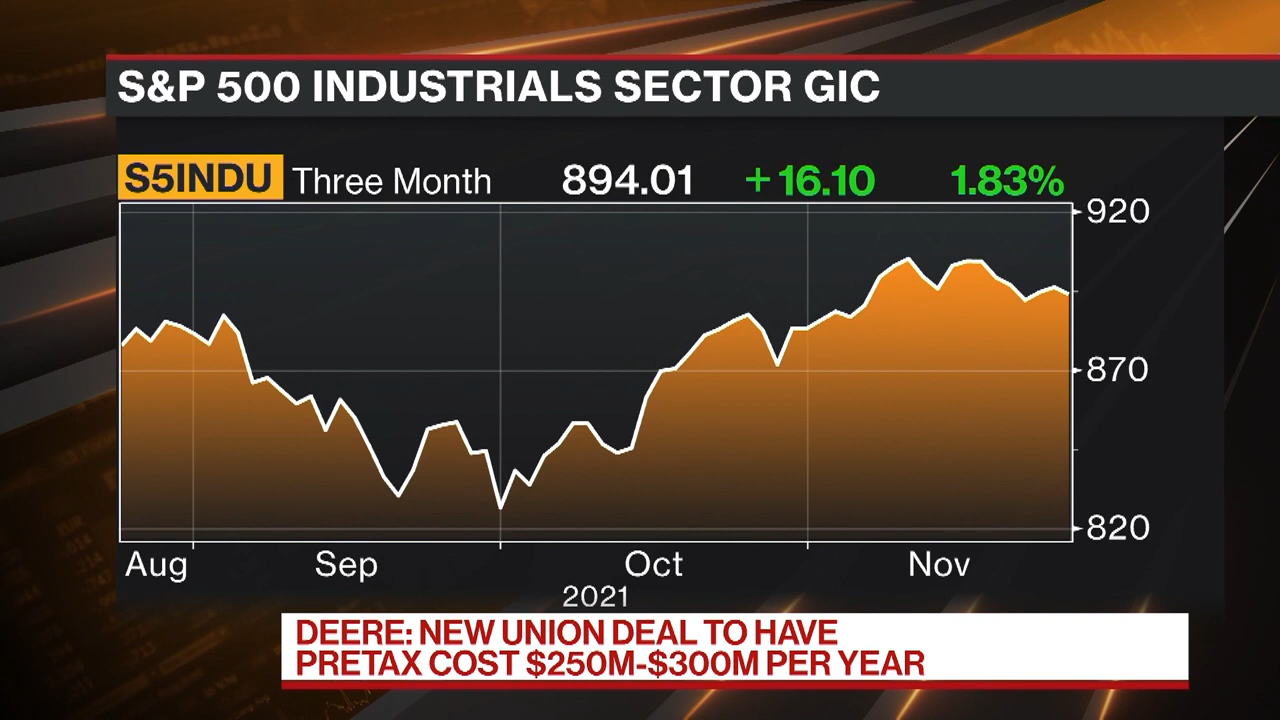 S&P 500 INDUSTRIALS SECTOR GIC
S5INDU Three Month 894.01 +16.10 1.83%
920
870
820
Aug Sep Oct Nov
2021
DEERE: NEW UNION DEAL TO HAVE
PRETAX COST $250M-$300M PER YEAR